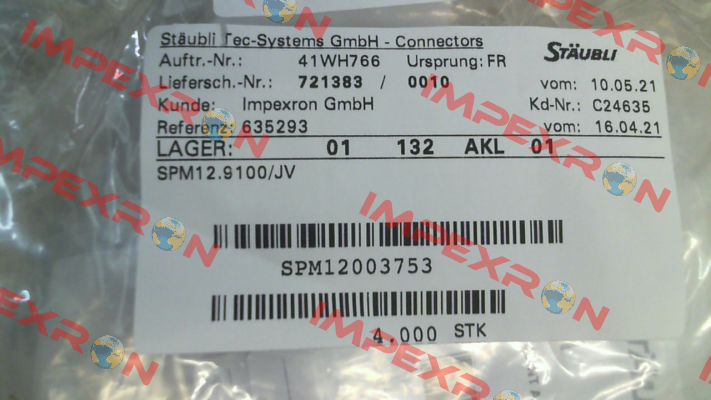 Stäubli Tec-Systems GmbH - Connectors
STÄUBLI
Auftr.-Nr.: 41WH766 Ursprung: FR
Liefersch.-Nr.: 721383 / 0010 vom: 10.05.21
Kunde: Impexron GmbH Kd-Nr.: C24635
Referenz: 635293 vom: 16.04.21
LAGER: 01 132 AKL 01
SPM12.9100/JV
SPM12003753
4.000 STK
IMPEXRON
IMPEXRON
IMPEXRON
IMPEXRON
IMPEXRON